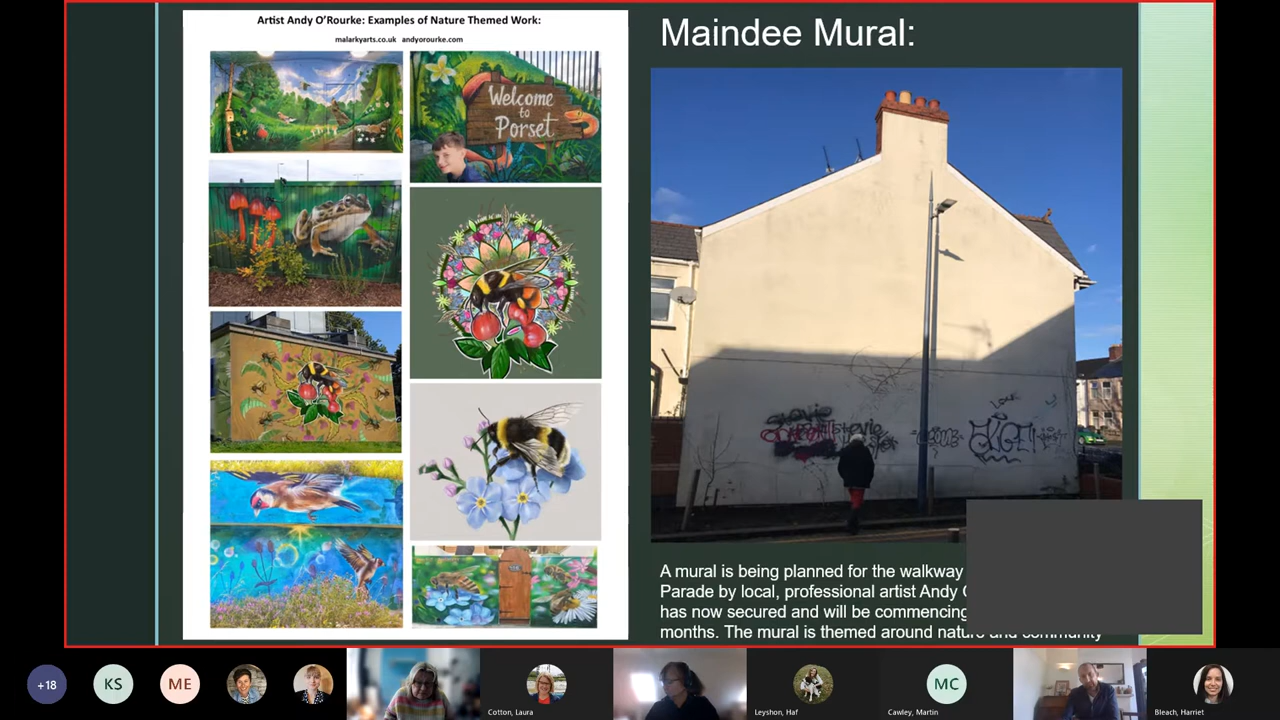 Artist Andy O'Rourke: Examples of Nature Themed Work:
malarkyarts.co.uk andyorourke.com
Welcome
to
Porset
Maindee Mural:
A mural is being planned for the walkway
Parade by local, professional artist Andy
has now secured and will be commencing
months. The mural is themed around nature and community
+18
KS
ME
Cotton, Laura
Leyshon, Haf
MC
Cawley, Martin
Bleach, Harriet